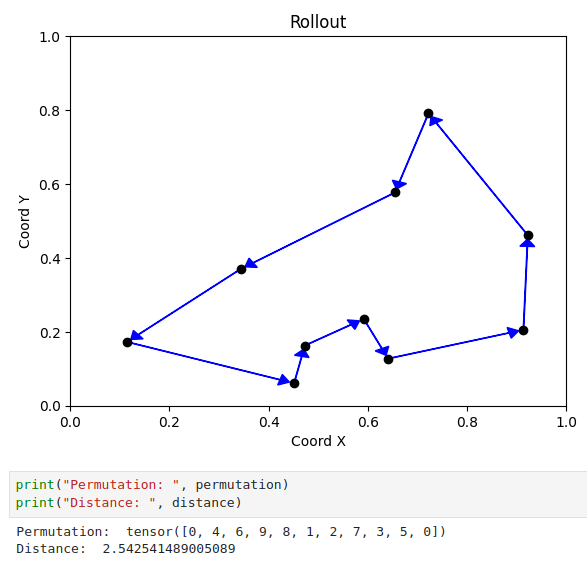 Rollout
1.0
0.8
0.6
0.4
0.2
0.0
Coord Y
0.0 0.2 0.4 0.6 0.8 1.0
Coord X
print("Permutation: ", permutation)
print("Distance: ", distance)
Permutation:  tensor([0, 4, 6, 9, 8, 1, 2, 7, 3, 5, 0])
Distance:  2.542541489005089